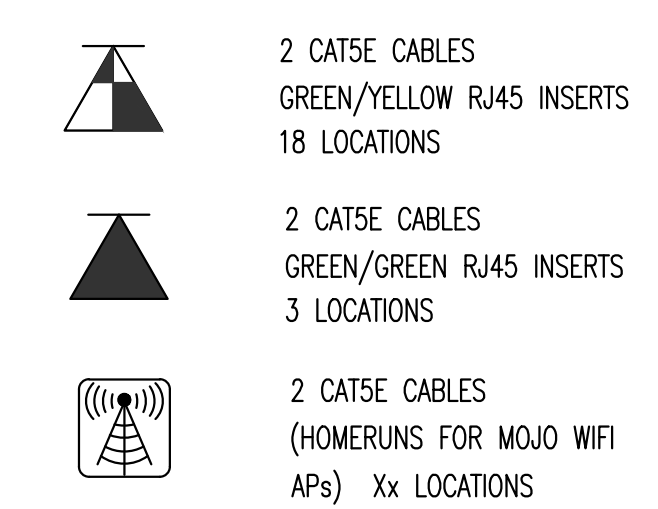 2 CAT5E CABLES
GREEN/YELLOW RJ45 INSERTS
18 LOCATIONS
2 CAT5E CABLES
GREEN/GREEN RJ45 INSERTS
3 LOCATIONS
2 CAT5E CABLES
(HOMERUNS FOR MOJO WIFI
APs) Xx LOCATIONS